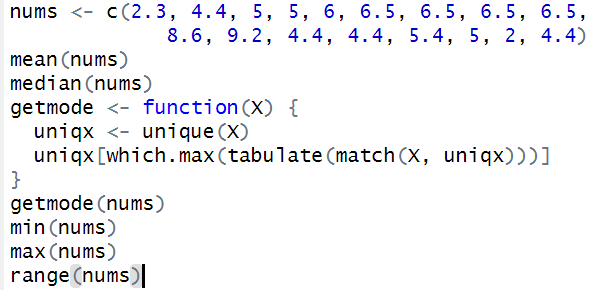 nums <- c(2.3, 4.4, 5, 5, 6, 6.5, 6.5, 6.5, 6.5,
8.6, 9.2, 4.4, 4.4, 5.4, 5, 2, 4.4)
mean(nums)
median(nums)
getmode <- function(X) {
uniqx <- unique(X)
uniqx[which.max(tabulate(match(X, uniqx)))]
}
getmode(nums)
min(nums)
max(nums)
range(nums)